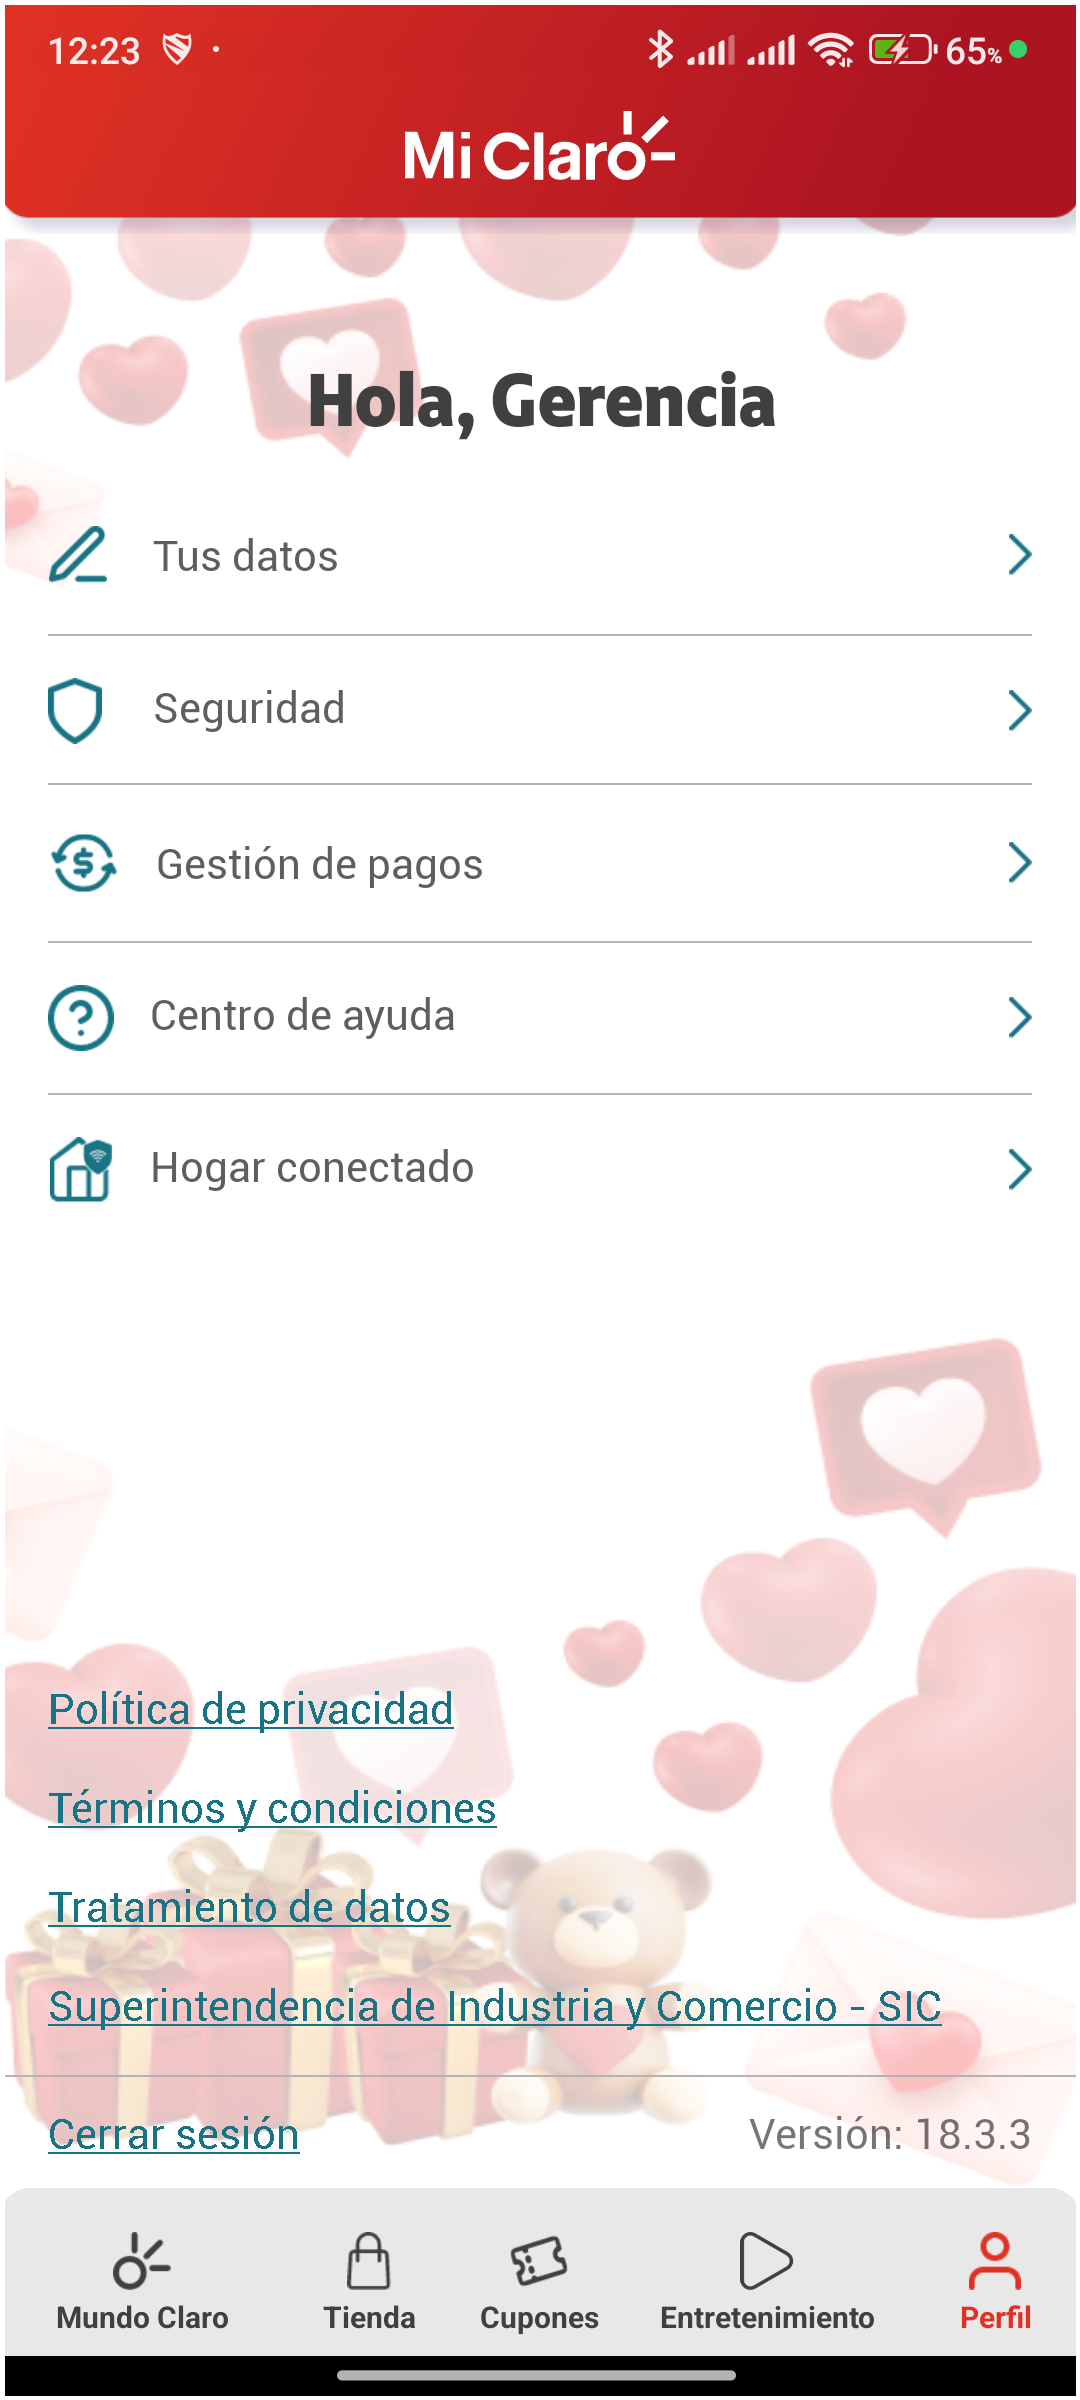 12:23
65%
Mi Claro
Hola, Gerencia
Tus datos
Seguridad
Gestión de pagos
Centro de ayuda
Hogar conectado
Política de privacidad
Términos y condiciones
Tratamiento de datos
Superintendencia de Industria y Comercio - SIC
Cerrar sesión
Versión: 18.3.3
Mundo Claro
Tienda
Cupones
Entretenimiento
Perfil